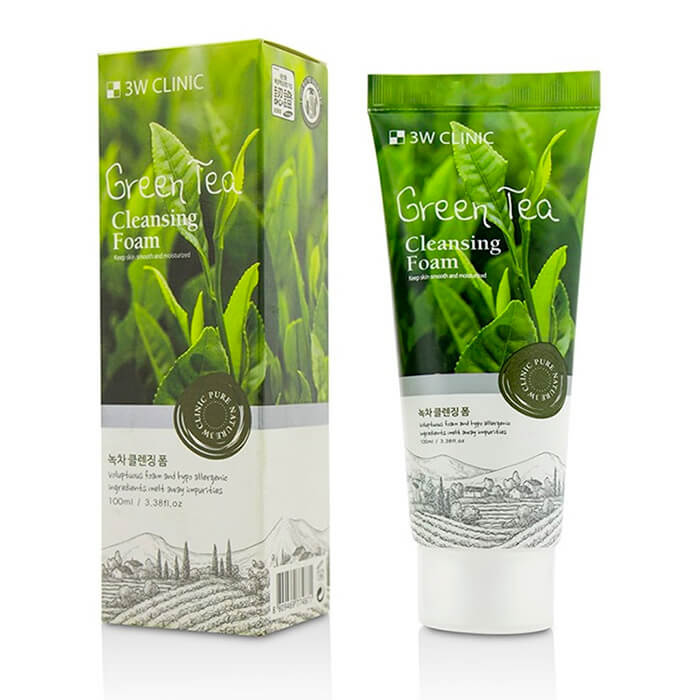 3W CLINIC
Green Tea
Cleansing
Foam
Keep skin smooth and moisturized
3W CLINIC PURE NATURE
녹차 클렌징 폼
Voluptuous foam and hypo allergenic
ingredients melt away impurities
100ml / 3.38fl.oz
3W CLINIC
Green Tea
Cleansing
Foam
Keep skin smooth and moisturized
3W CLINIC PURE NATURE
녹차 클렌징 폼
Voluptuous foam and hypo allergenic
ingredients melt away impurities
100ml / 3.38fl.oz